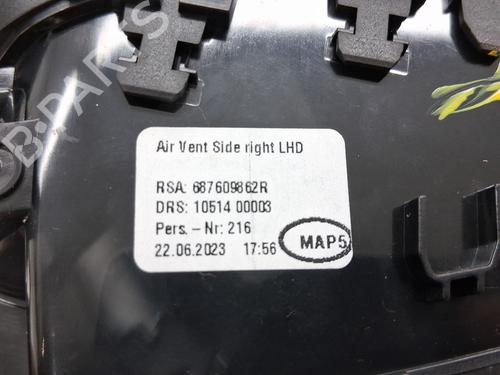 Air Vent Side right LHD
RSA: 687609862R
DRS: 10514 00003
Pers. - Nr: 216
22.06.2023 17:56 MAP5
B-PARTS